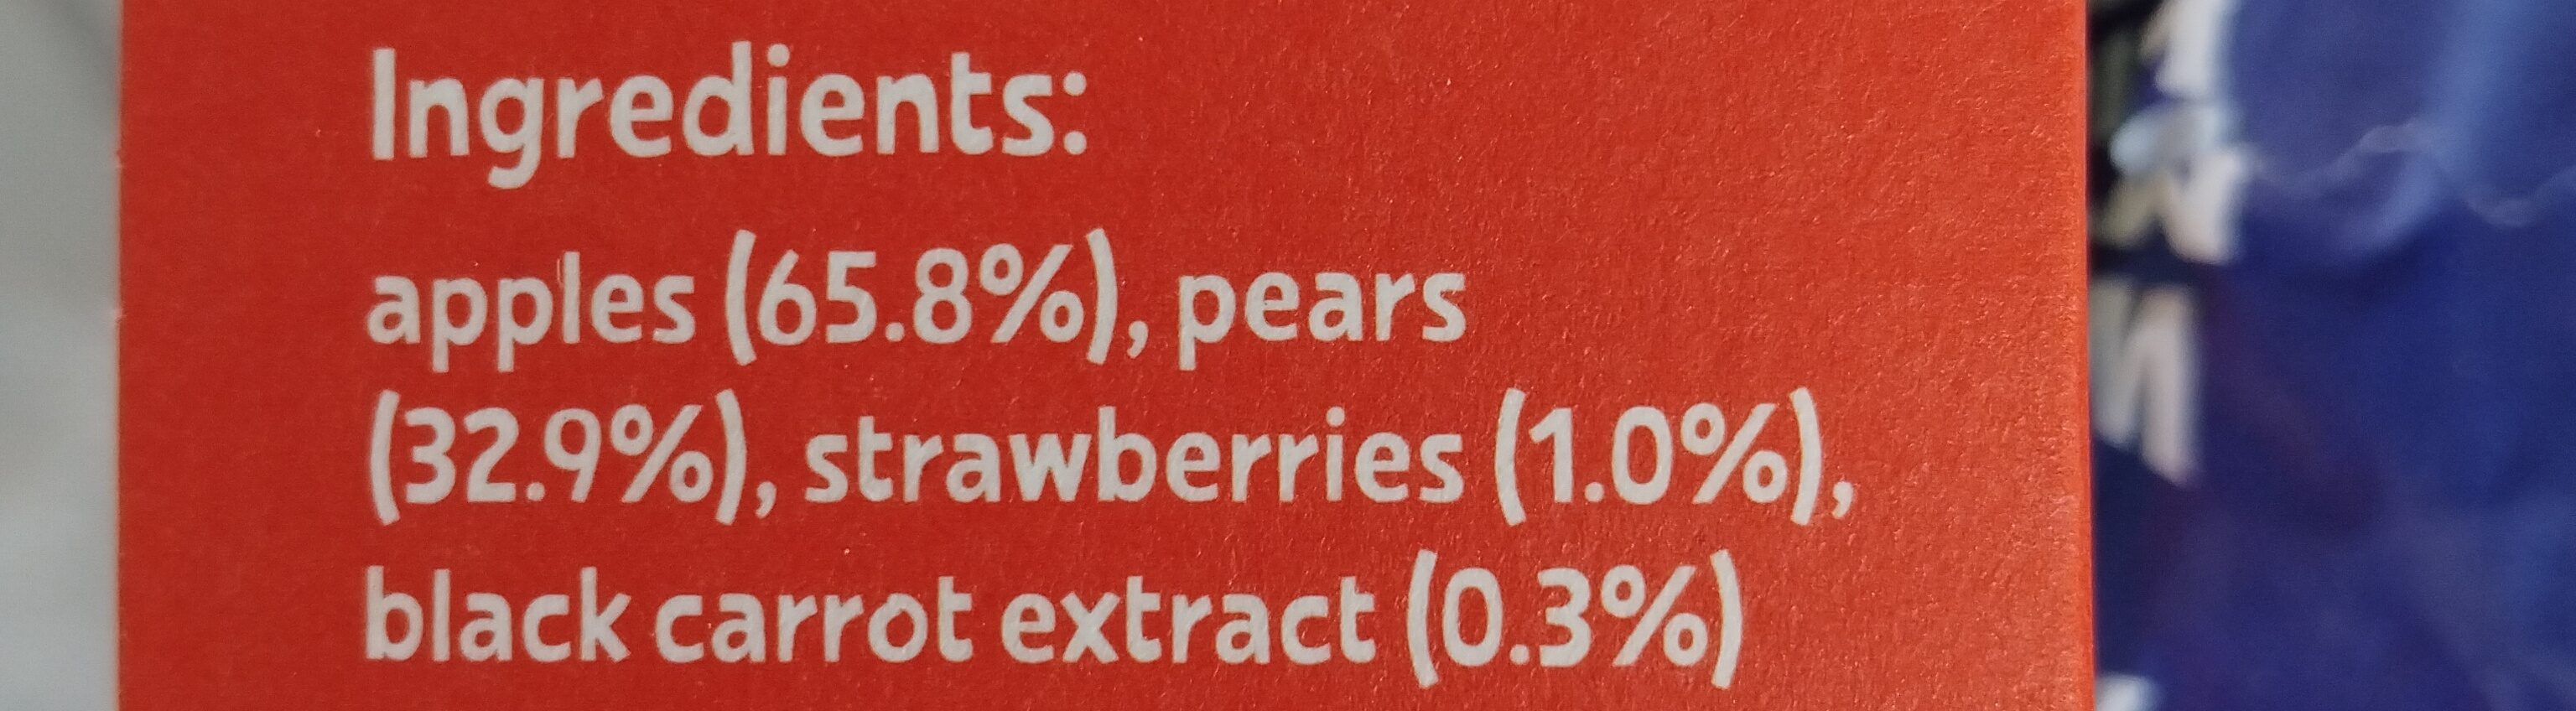 Ingredients:
apples (65.8%), pears
(32.9%), strawberries (1.0%),
black carrot extract (0.3%)